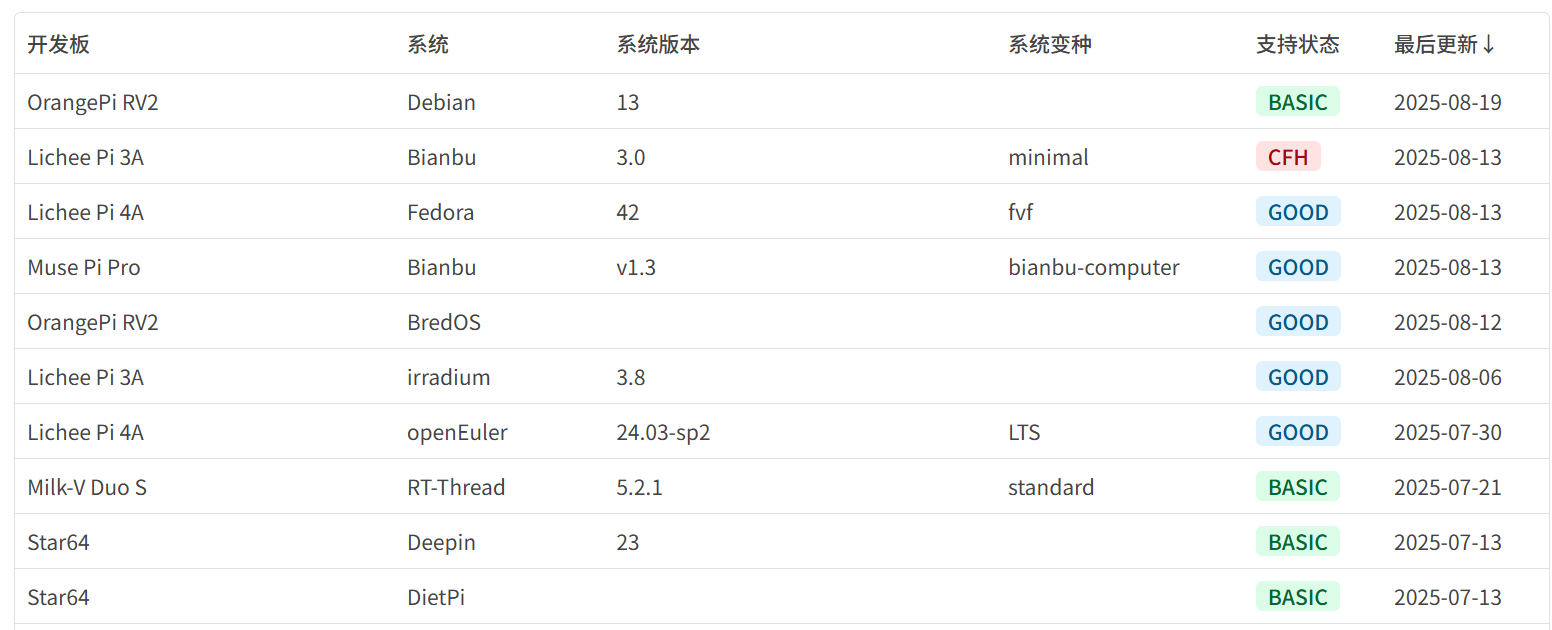 开发板 系统 系统版本 系统变种 支持状态 最后更新↓
OrangePi RV2 Debian 13 BASIC 2025-08-19
Lichee Pi 3A Bianbu 3.0 minimal CFH 2025-08-13
Lichee Pi 4A Fedora 42 fvf GOOD 2025-08-13
Muse Pi Pro Bianbu v1.3 bianbu-computer GOOD 2025-08-13
OrangePi RV2 BredOS GOOD 2025-08-12
Lichee Pi 3A irradium 3.8 GOOD 2025-08-06
Lichee Pi 4A openEuler 24.03-sp2 LTS GOOD 2025-07-30
Milk-V Duo S RT-Thread 5.2.1 standard BASIC 2025-07-21
Star64 Deepin 23 BASIC 2025-07-13
Star64 DietPi BASIC 2025-07-13